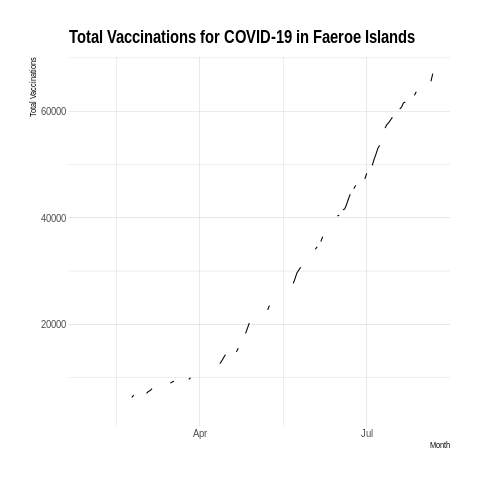 Total Vaccinations for COVID-19 in Faeroe Islands
Total Vaccinations
60000
40000
20000
Apr
Jul
Month